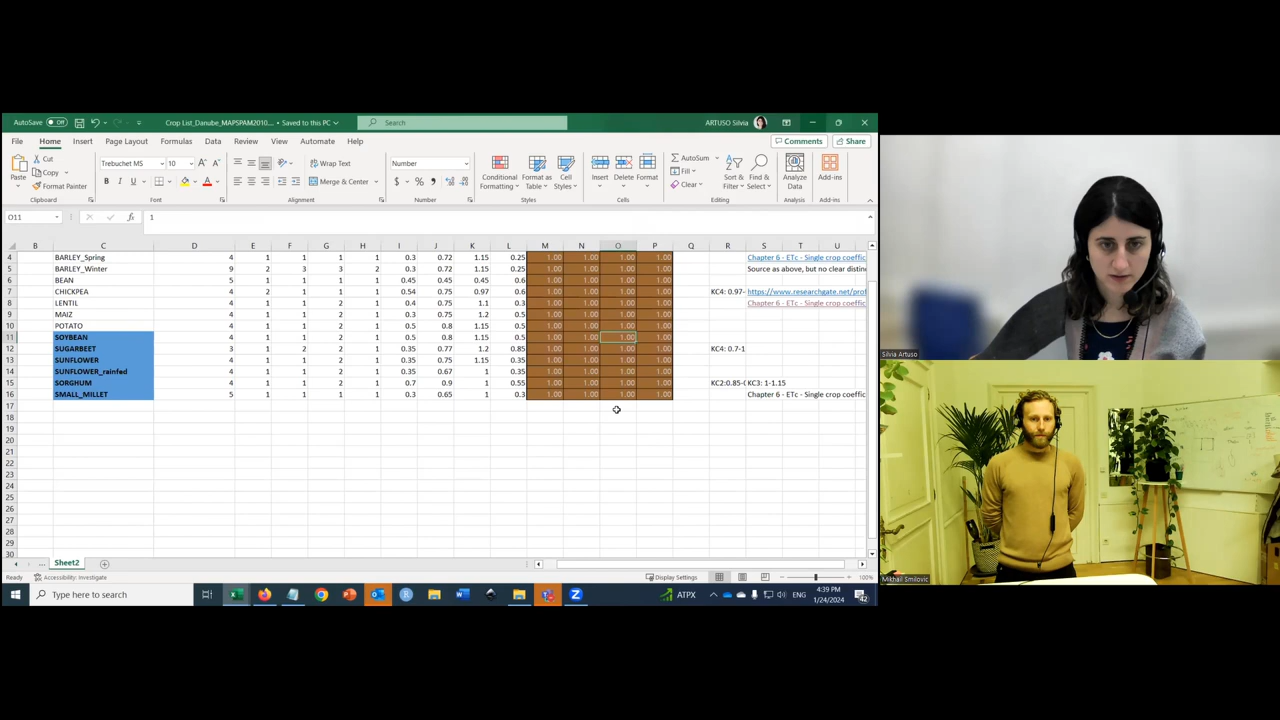 AutoSave Off Crop List_Danube_MAPSPAM2010.... • Saved to this PC Search ARTUSO Silvia
File Home Insert Page Layout Formulas Data Review View Automate Help Comments Share
Paste Cut Copy Format Painter Clipboard
Trebuchet MS 10 B I U Font
Wrap Text Merge & Center Alignment
Number $ % Number
Conditional Formatting Format as Table Cell Styles Styles
Insert Delete Format Cells
AutoSum Fill Clear Sort & Filter Find & Select Editing
Analyze Data Analysis Add-ins Add-ins
O11 fx 1
B C D E F G H I K L M N O P Q R S T U
4 BARLEY_Spring 4 1 1 1 1 0.3 0.72 1.15 0.25 1.00 1.00 1.00 1.00 Chapter 6 - ETc - Single crop coeffic
5 BARLEY_Winter 9 2 3 3 2 0.3 0.72 1.15 0.25 1.00 1.00 1.00 1.00 Source as above, but no clear distine
6 BEAN 5 1 1 1 1 0.45 0.45 0.45 0.6 1.00 1.00 1.00 1.00
7 CHICKPEA 4 2 1 1 1 0.54 0.75 0.97 0.6 1.00 1.00 1.00 1.00 KC4: 0.97- https://www.researchgate.net/prof
8 LENTIL 4 1 1 1 2 0.4 0.75 1.1 0.3 1.00 1.00 1.00 1.00 Chapter 6 - ETc - Single crop coeffic
9 MAIZ 4 1 1 1 1 0.3 0.75 1.2 0.5 1.00 1.00 1.00 1.00
10 POTATO 4 1 1 2 1 0.5 0.8 1.15 0.5 1.00 1.00 1.00 1.00
11 SOYBEAN 4 1 1 2 1 0.5 0.8 1.15 0.5 1.00 1.00 1.00 1.00
12 SUGARBEET 3 1 2 2 1 0.35 0.77 1.2 0.85 1.00 1.00 1.00 1.00 KC4: 0.7-1
13 SUNFLOWER 4 1 1 2 1 0.35 0.75 1.15 0.35 1.00 1.00 1.00 1.00
14 SUNFLOWER_rainfed 4 1 1 2 1 0.35 0.67 1 0.35 1.00 1.00 1.00 1.00
15 SORGHUM 4 1 1 2 1 0.7 0.9 1 0.55 1.00 1.00 1.00 1.00 KC2:0.85-( KC3: 1-1.15
16 SMALL_MILLET 5 1 1 1 1 0.3 0.65 1 0.3 1.00 1.00 1.00 1.00 Chapter 6 - ETc - Single crop coeffic
17
18
19
20
21
22
23
24
25
26
27
28
29
30
Sheet2
Ready Accessibility: Investigate Display Settings 100%
Type here to search ATPX ENG 4:39 PM 1/24/2024 42
Silvia Artuso
Mikhail Smilovic